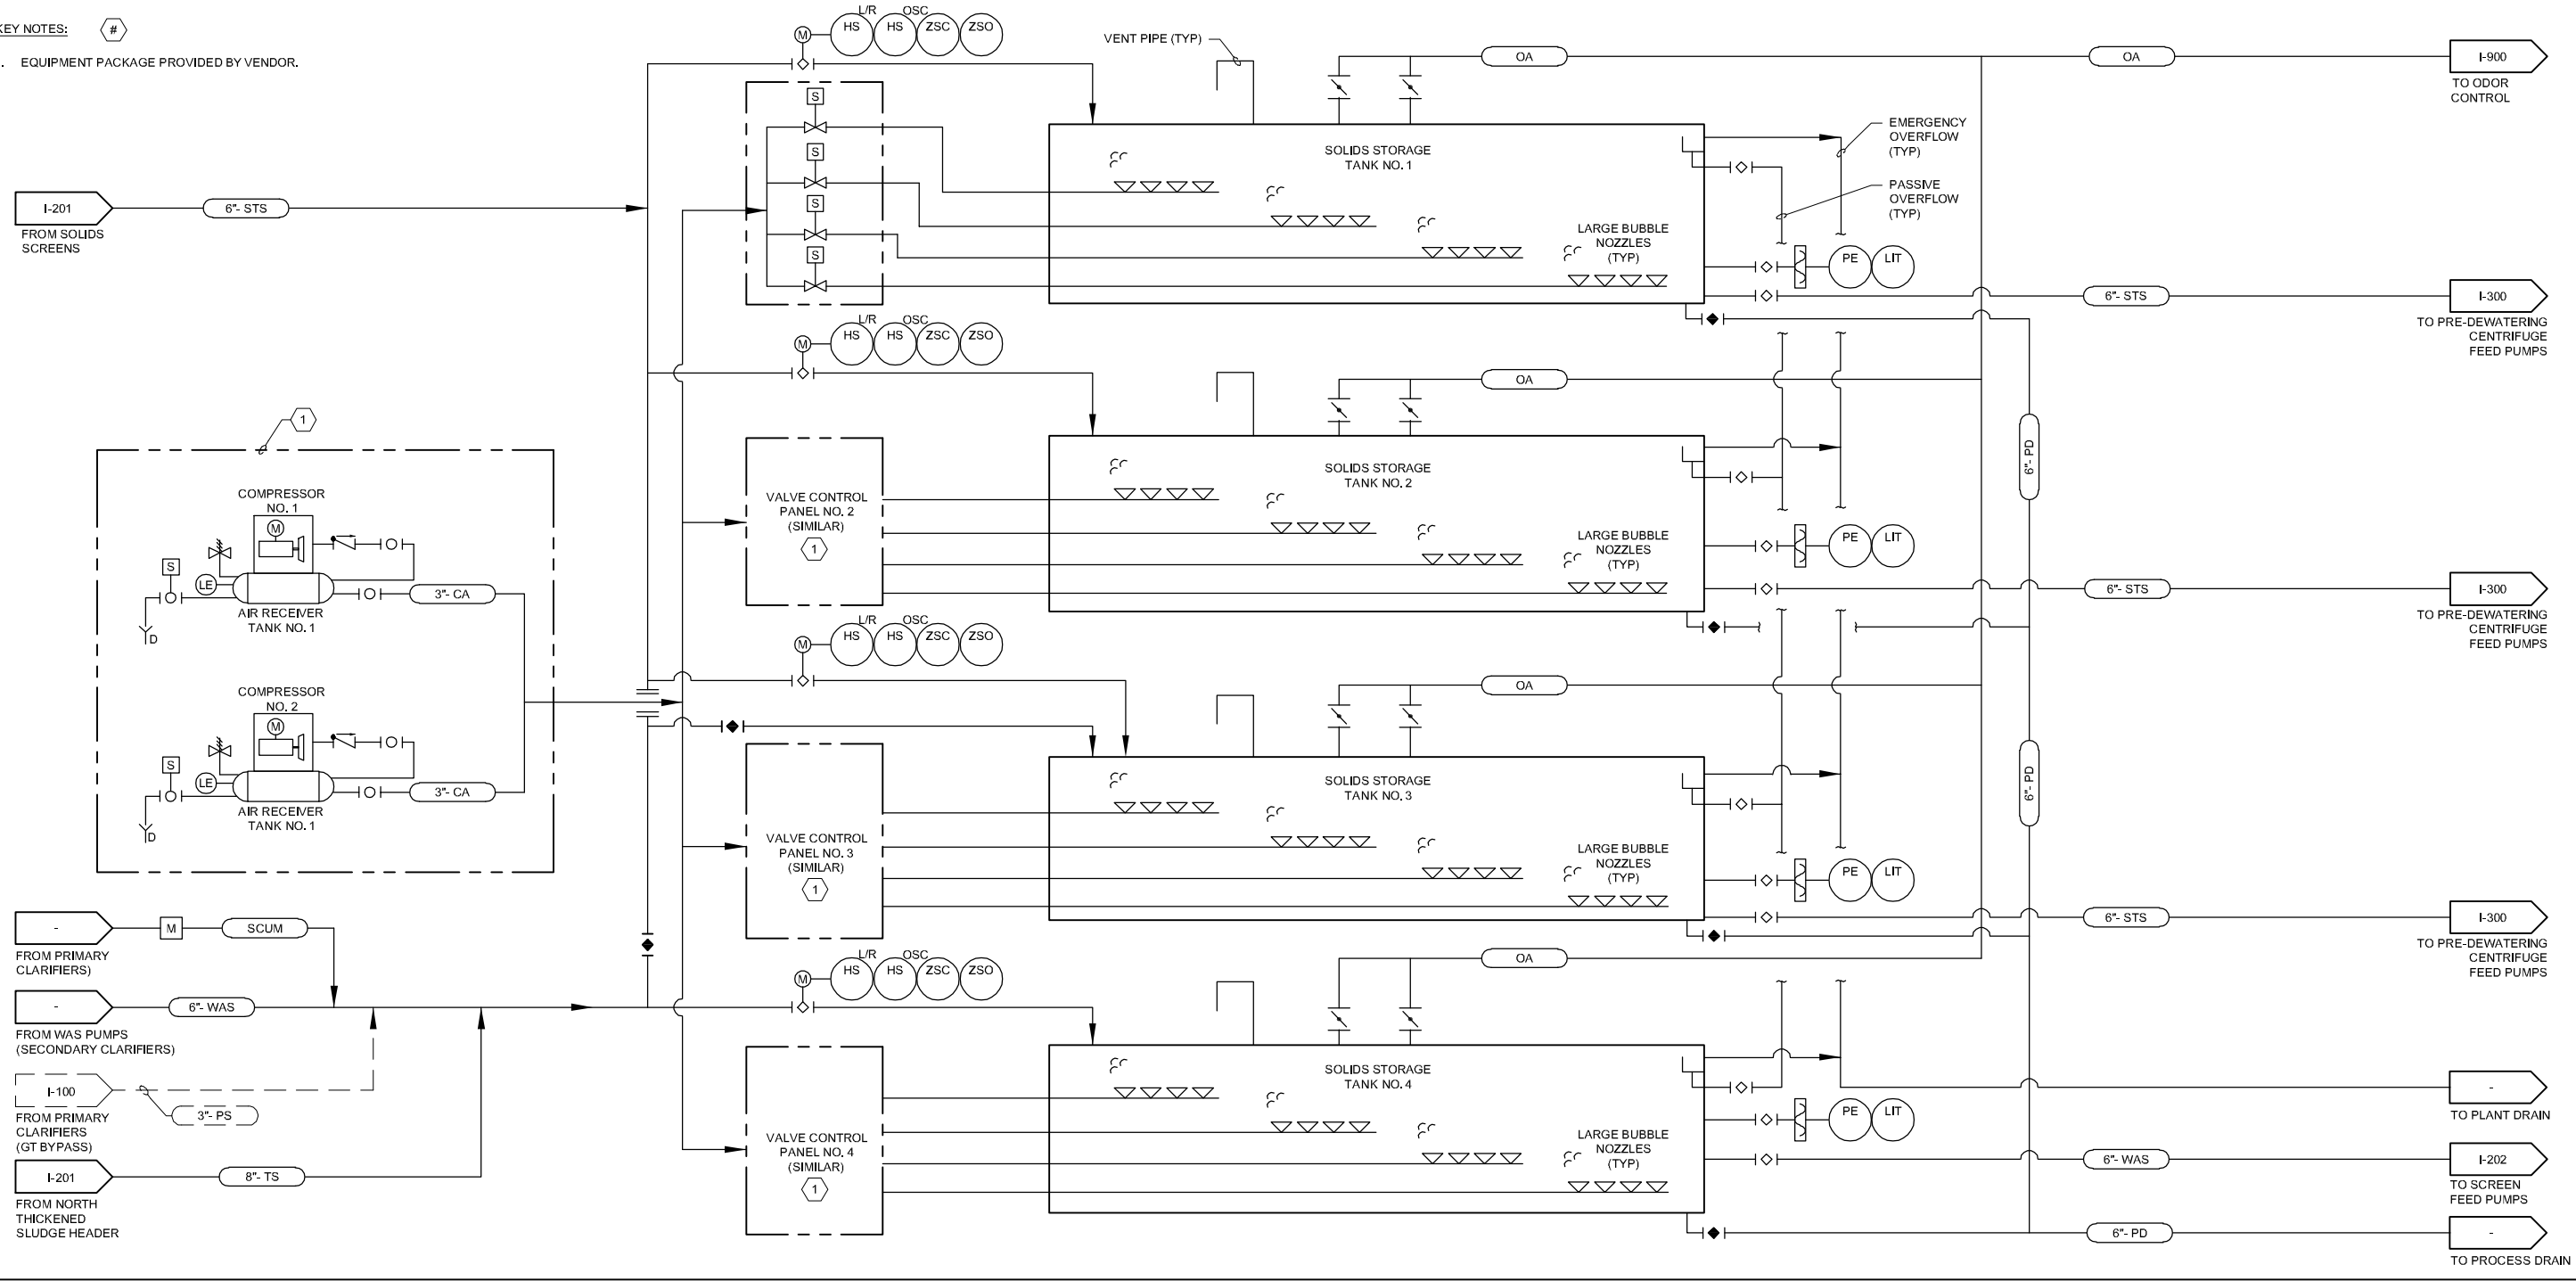 KEY NOTES:
#
. EQUIPMENT PACKAGE PROVIDED BY VENDOR.
L/R OSC
M HS HS ZSC ZSO
VENT PIPE (TYP)
OA
OA
I-900
TO ODOR
CONTROL
S
S
S
S
SOLIDS STORAGE
TANK NO. 1
LARGE BUBBLE
NOZZLES
(TYP)
EMERGENCY
OVERFLOW
(TYP)
PASSIVE
OVERFLOW
(TYP)
PE LIT
I-201
6"- STS
FROM SOLIDS
SCREENS
6"- STS
I-300
TO PRE-DEWATERING
CENTRIFUGE
FEED PUMPS
L/R OSC
M HS HS ZSC ZSO
OA
1
VALVE CONTROL
PANEL NO. 2
(SIMILAR)
1
SOLIDS STORAGE
TANK NO. 2
LARGE BUBBLE
NOZZLES
(TYP)
PE LIT
6"- PD
6"- STS
I-300
TO PRE-DEWATERING
CENTRIFUGE
FEED PUMPS
COMPRESSOR
NO. 1
M
S
LE
3"- CA
AIR RECEIVER
TANK NO. 1
D
COMPRESSOR
NO. 2
M
S
LE
3"- CA
AIR RECEIVER
TANK NO. 1
D
L/R OSC
M HS HS ZSC ZSO
OA
VALVE CONTROL
PANEL NO. 3
(SIMILAR)
1
SOLIDS STORAGE
TANK NO. 3
LARGE BUBBLE
NOZZLES
(TYP)
PE LIT
6"- PD
6"- STS
I-300
TO PRE-DEWATERING
CENTRIFUGE
FEED PUMPS
-
M
SCUM
FROM PRIMARY
CLARIFIERS)
-
6"- WAS
FROM WAS PUMPS
(SECONDARY CLARIFIERS)
I-100
3"- PS
FROM PRIMARY
CLARIFIERS
(GT BYPASS)
I-201
8"- TS
FROM NORTH
THICKENED
SLUDGE HEADER
L/R OSC
M HS HS ZSC ZSO
OA
VALVE CONTROL
PANEL NO. 4
(SIMILAR)
1
SOLIDS STORAGE
TANK NO. 4
LARGE BUBBLE
NOZZLES
(TYP)
PE LIT
-
TO PLANT DRAIN
6"- WAS
I-202
TO SCREEN
FEED PUMPS
6"- PD
-
TO PROCESS DRAIN